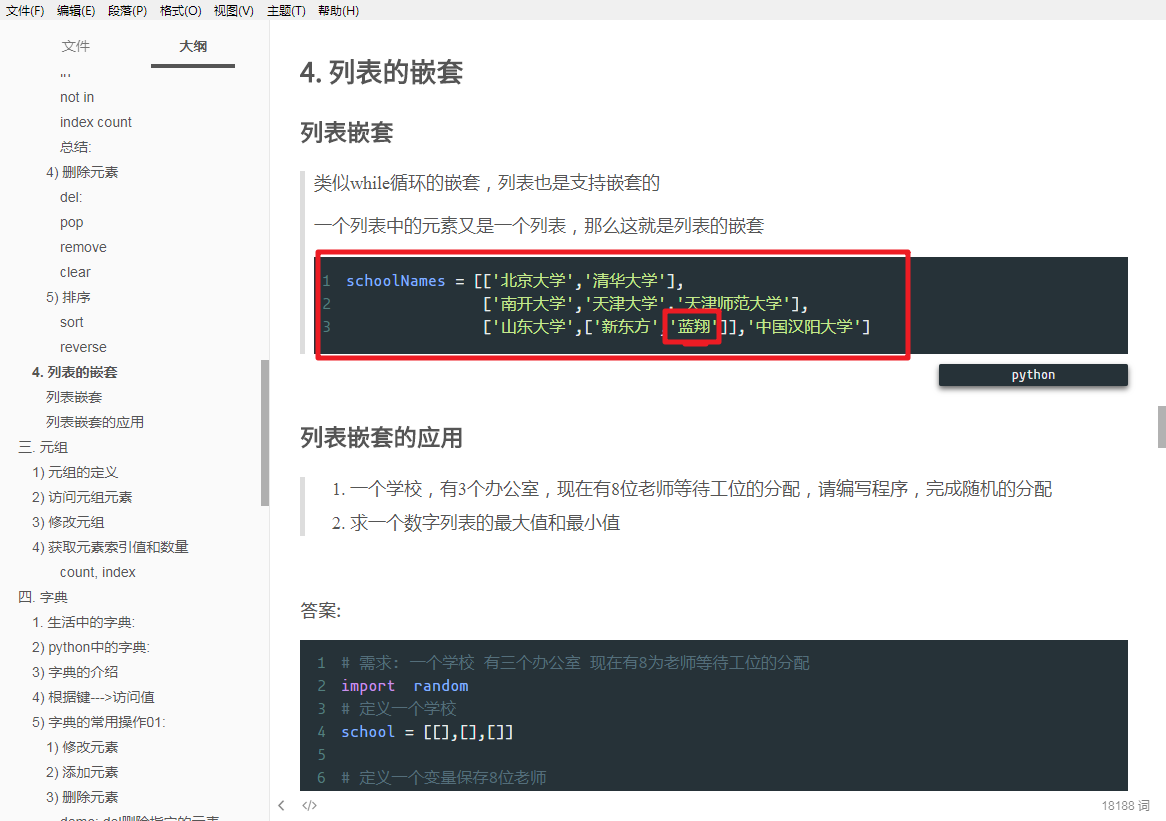 文件(F) 编辑(E) 段落(P) 格式(O) 视图(V) 主题(T) 帮助(H)
文件 大纲
not in
index count
总结:
4) 删除元素
del:
pop
remove
clear
5) 排序
sort
reverse
4. 列表的嵌套
列表嵌套
列表嵌套的应用
三. 元组
1) 元组的定义
2) 访问元组元素
3) 修改元组
4) 获取元素索引值和数量
count, index
四. 字典
1. 生活中的字典:
2) python中的字典:
3) 字典的介绍
4) 根据键--->访问值
5) 字典的常用操作01:
1) 修改元素
2) 添加元素
3) 删除元素
demo: del删除指定的元素
4. 列表的嵌套
列表嵌套
类似while循环的嵌套，列表也是支持嵌套的
一个列表中的元素又是一个列表，那么这就是列表的嵌套
1 schoolNames = [['北京大学','清华大学'],
2 ['南开大学','天津大学','天津师范大学'],
3 ['山东大学',['新东方','蓝翔']],'中国汉阳大学']
python
列表嵌套的应用
1. 一个学校，有3个办公室，现在有8位老师等待工位的分配，请编写程序，完成随机的分配
2. 求一个数字列表的最大值和最小值
答案:
1 # 需求: 一个学校 有三个办公室 现在有8为老师等待工位的分配
2 import random
3 # 定义一个学校
4 school = [[],[],[]]
5
6 # 定义一个变量保存8位老师
18188 词